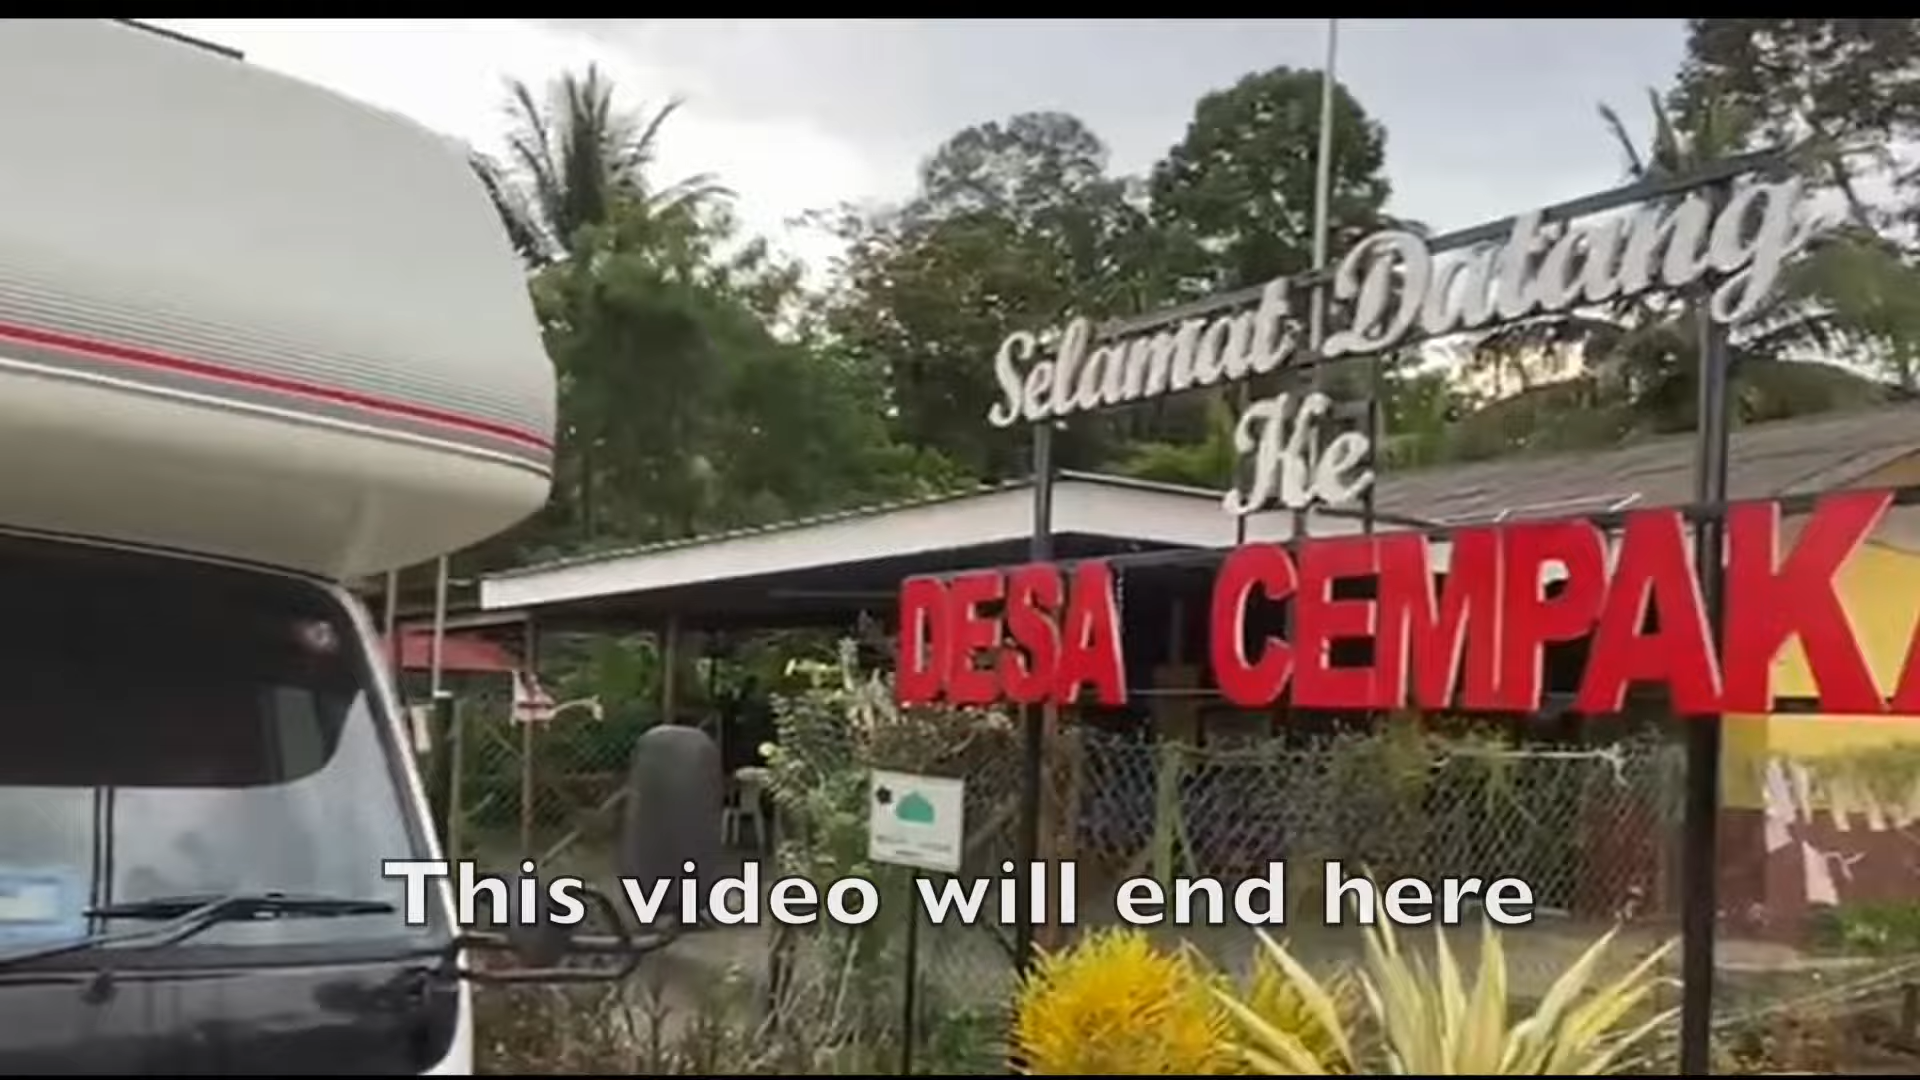 Selamat Datang
Ke
DESA CEMPAKA
This video will end here